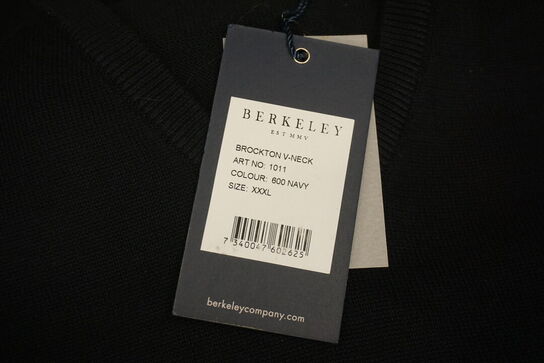 BERKELEY
EST MMV
BROCKTON V-NECK
ART NO: 1011
COLOUR: 600 NAVY
SIZE: XXXL
7 340047 602625
berkeleycompany.com